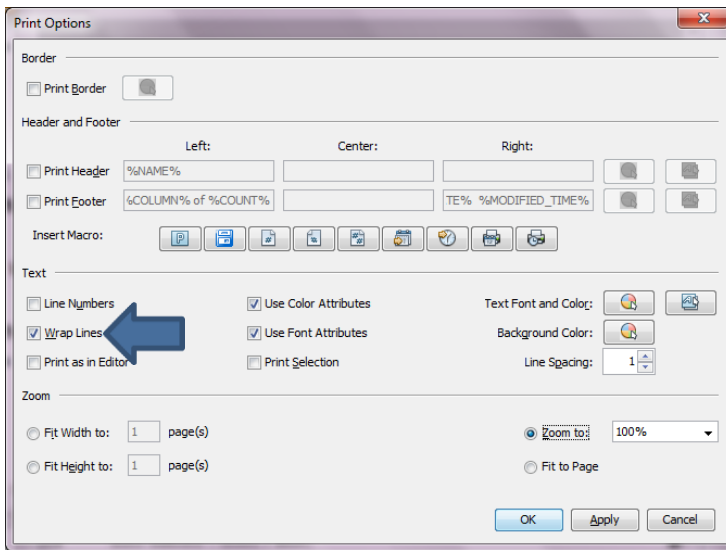 Print Options
Border
Print Border
Header and Footer
Left: Center: Right:
Print Header %NAME%
Print Footer %COLUMN% of %COUNT% TE% %MODIFIED_TIME%
Insert Macro:
Text
Line Numbers Use Color Attributes Text Font and Color:
Wrap Lines Use Font Attributes Background Color:
Print as in Editor Print Selection Line Spacing: 1
Zoom
Fit Width to: 1 page(s) Zoom to: 100%
Fit Height to: 1 page(s) Fit to Page
OK Apply Cancel